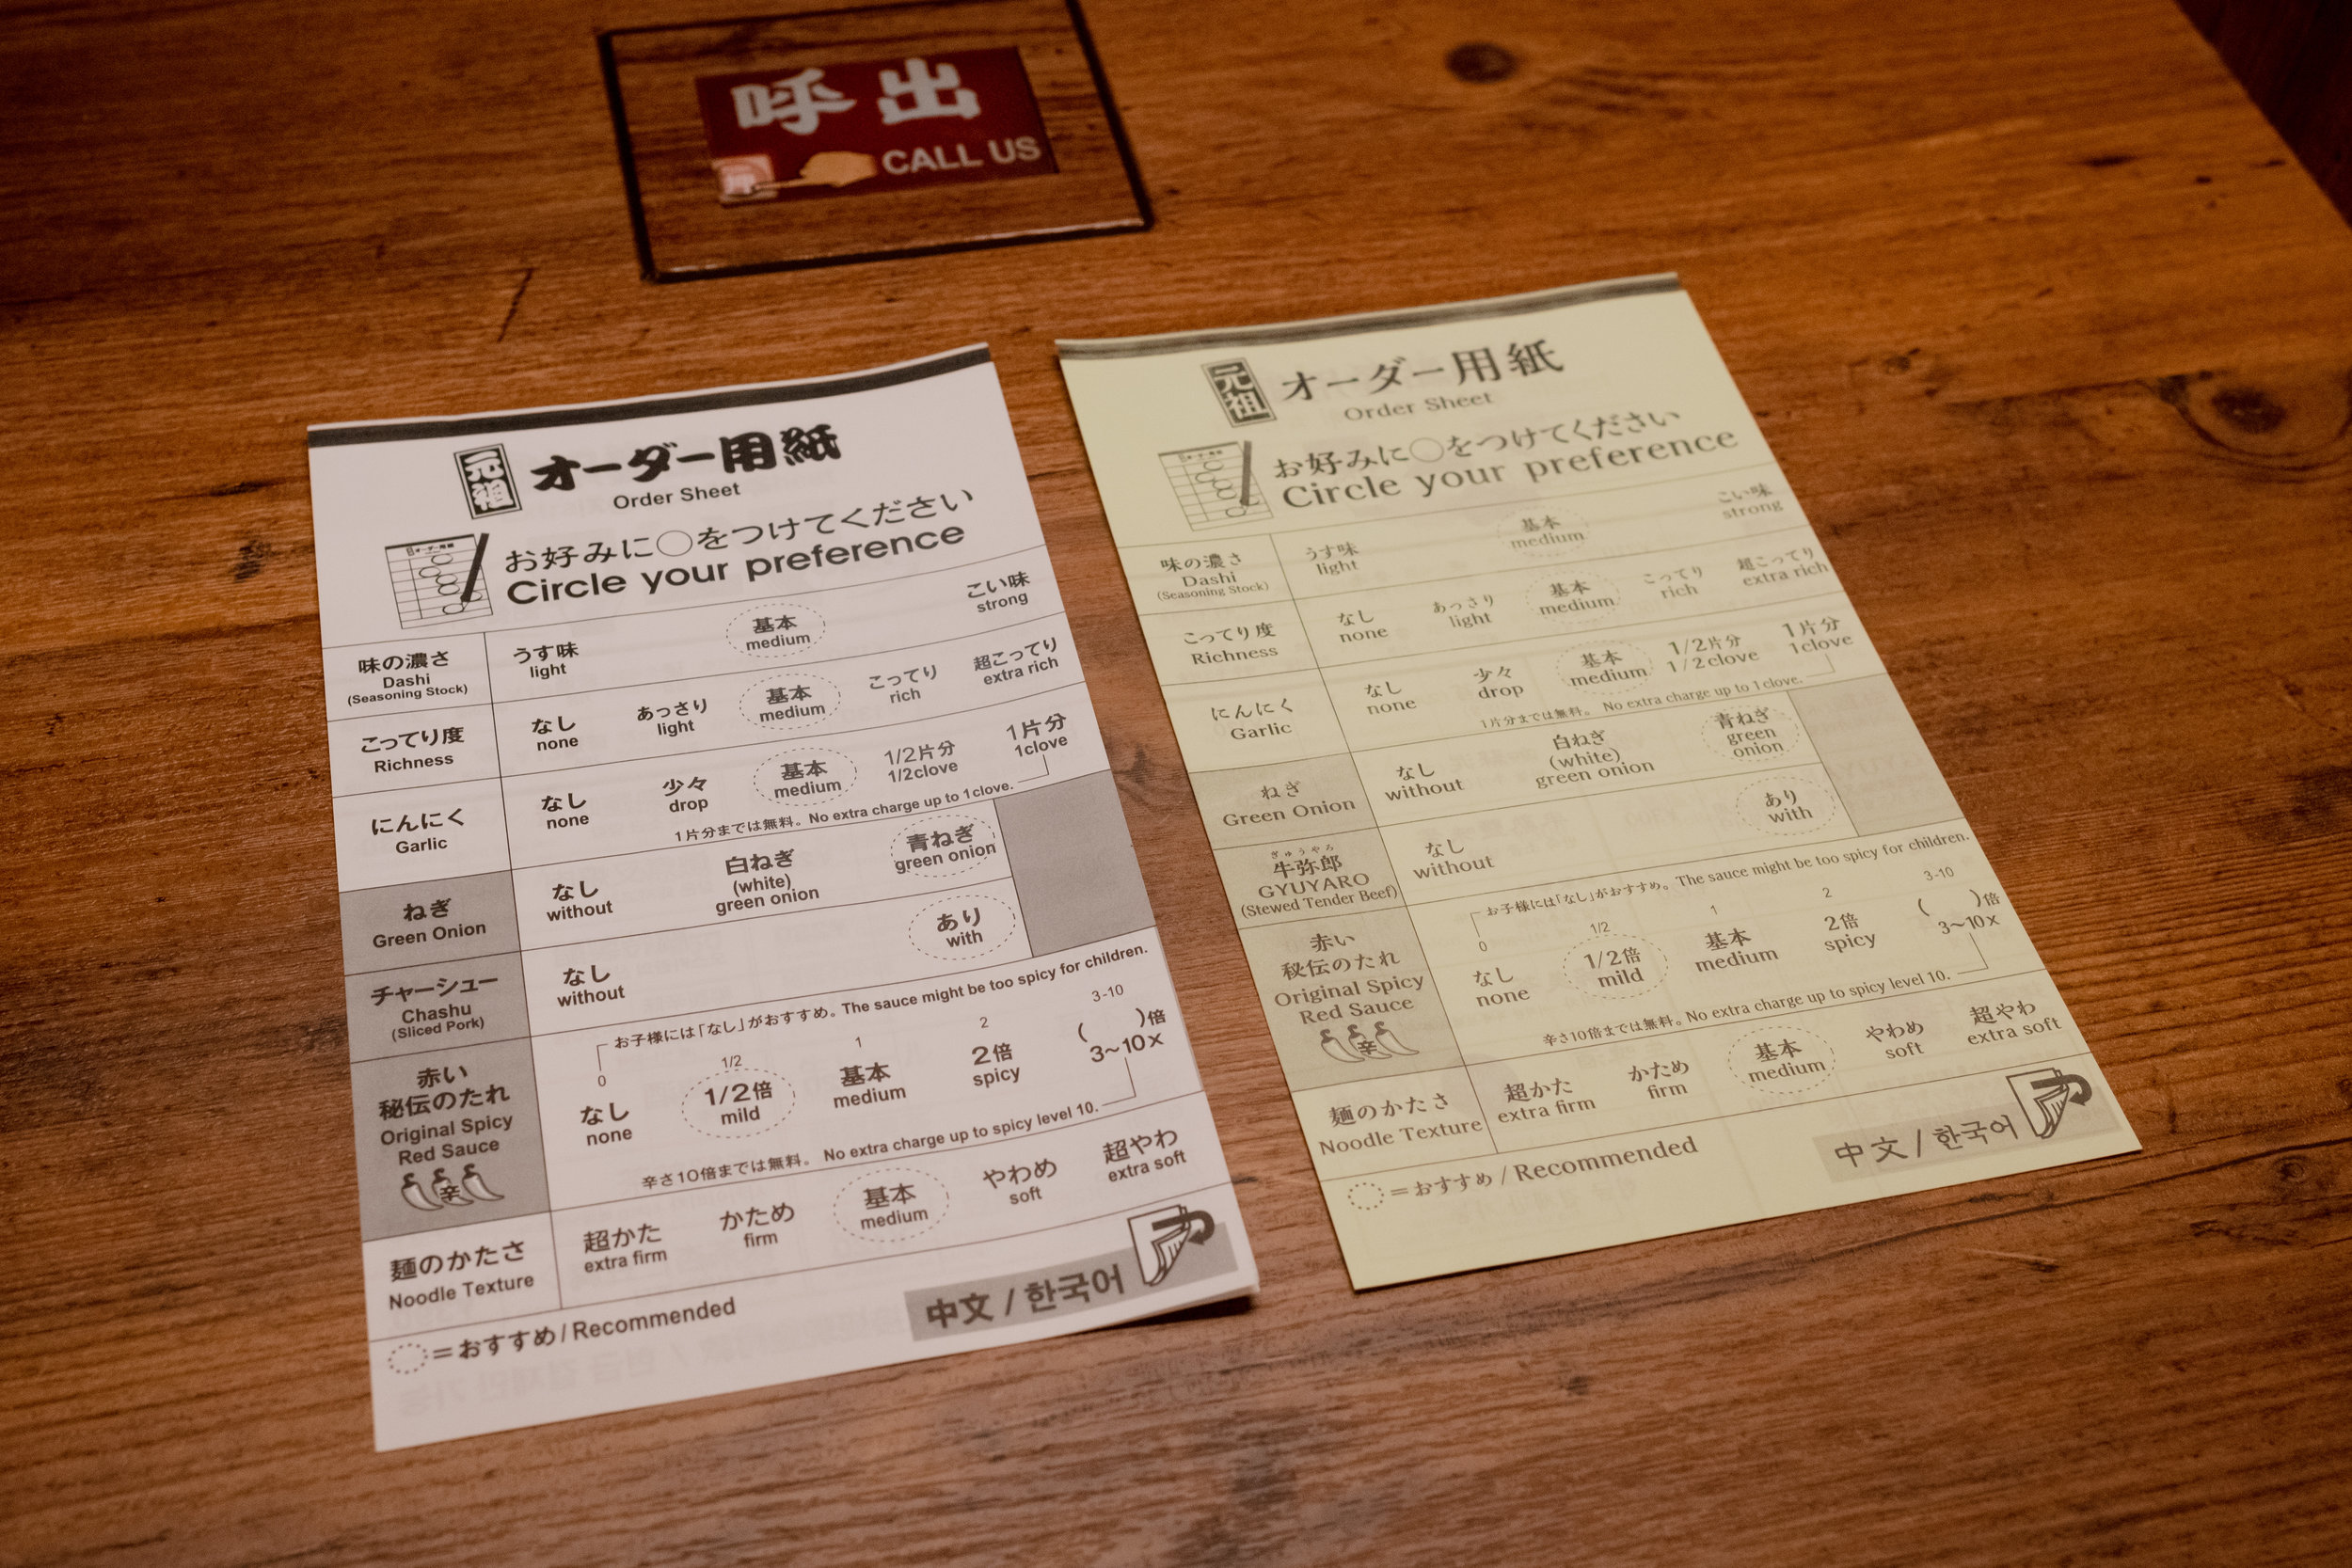 呼出
CALL US
元祖
オーダー用紙
Order Sheet
お好みに〇をつけてください
Circle your preference
味の濃さ
Dashi
(Seasoning Stock)
うす味
light
基本
medium
こい味
strong
こってり度
Richness
なし
none
あっさり
light
基本
medium
こってり
rich
超こってり
extra rich
にんにく
Garlic
なし
none
少々
drop
基本
medium
1/2片分
1/2clove
1片分
1clove
1片分までは無料。 No extra charge up to 1clove.
ねぎ
Green Onion
なし
without
白ねぎ
(white)
green onion
青ねぎ
green onion
チャーシュー
Chashu
(Sliced Pork)
なし
without
あり
with
赤い
秘伝のたれ
Original Spicy
Red Sauce
辛
お子様には「なし」がおすすめ。The sauce might be too spicy for children.
0
なし
none
1/2
1/2倍
mild
1
基本
medium
2
2倍
spicy
3-10
( )倍
3~10x
辛さ10倍までは無料。 No extra charge up to spicy level 10.
麺のかたさ
Noodle Texture
超かた
extra firm
かため
firm
基本
medium
やわめ
soft
超やわ
extra soft
=おすすめ/Recommended
中文/한국어
元祖
オーダー用紙
Order Sheet
お好みに〇をつけてください
Circle your preference
味の濃さ
Dashi
(Seasoning Stock)
うす味
light
基本
medium
こい味
strong
こってり度
Richness
なし
none
あっさり
light
基本
medium
こってり
rich
超こってり
extra rich
にんにく
Garlic
なし
none
少々
drop
基本
medium
1/2片分
1/2clove
1片分
1clove
1片分までは無料。 No extra charge up to 1clove.
ねぎ
Green Onion
なし
without
白ねぎ
(white)
green onion
青ねぎ
green
onion
ぎゅうやろ
牛弥郎
GYUYARO
(Stewed Tender Beef)
なし
without
あり
with
赤い
秘伝のたれ
Original Spicy
Red Sauce
辛
お子様には「なし」がおすすめ。The sauce might be too spicy for children.
0
なし
none
1/2
1/2倍
mild
1
基本
medium
2
2倍
spicy
3-10
( )倍
3~10x
辛さ10倍までは無料。No extra charge up to spicy level 10.
麺のかたさ
Noodle Texture
超かた
extra firm
かため
firm
基本
medium
やわめ
soft
超やわ
extra soft
=おすすめ/Recommended
中文/한국어